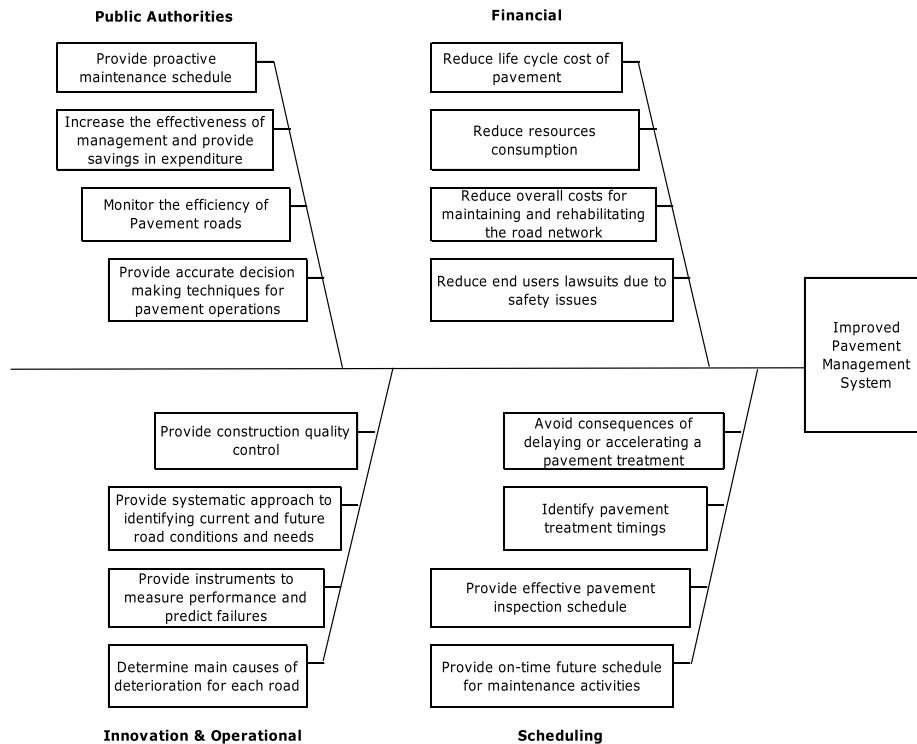 Public Authorities
Provide proactive
maintenance schedule
Increase the effectiveness of
management and provide
savings in expenditure
Monitor the efficiency of
Pavement roads
Provide accurate decision
making techniques for
pavement operations
Financial
Reduce life cycle cost of
pavement
Reduce resources
consumption
Reduce overall costs for
maintaining and rehabilitating
the road network
Reduce end users lawsuits due to
safety issues
Improved
Pavement
Management
System
Provide construction quality
control
Provide systematic approach to
identifying current and future
road conditions and needs
Provide instruments to
measure performance and
predict failures
Determine main causes of
deterioration for each road
Innovation & Operational
Avoid consequences of
delaying or accelerating a
pavement treatment
Identify pavement
treatment timings
Provide effective pavement
inspection schedule
Provide on-time future schedule
for maintenance activities
Scheduling